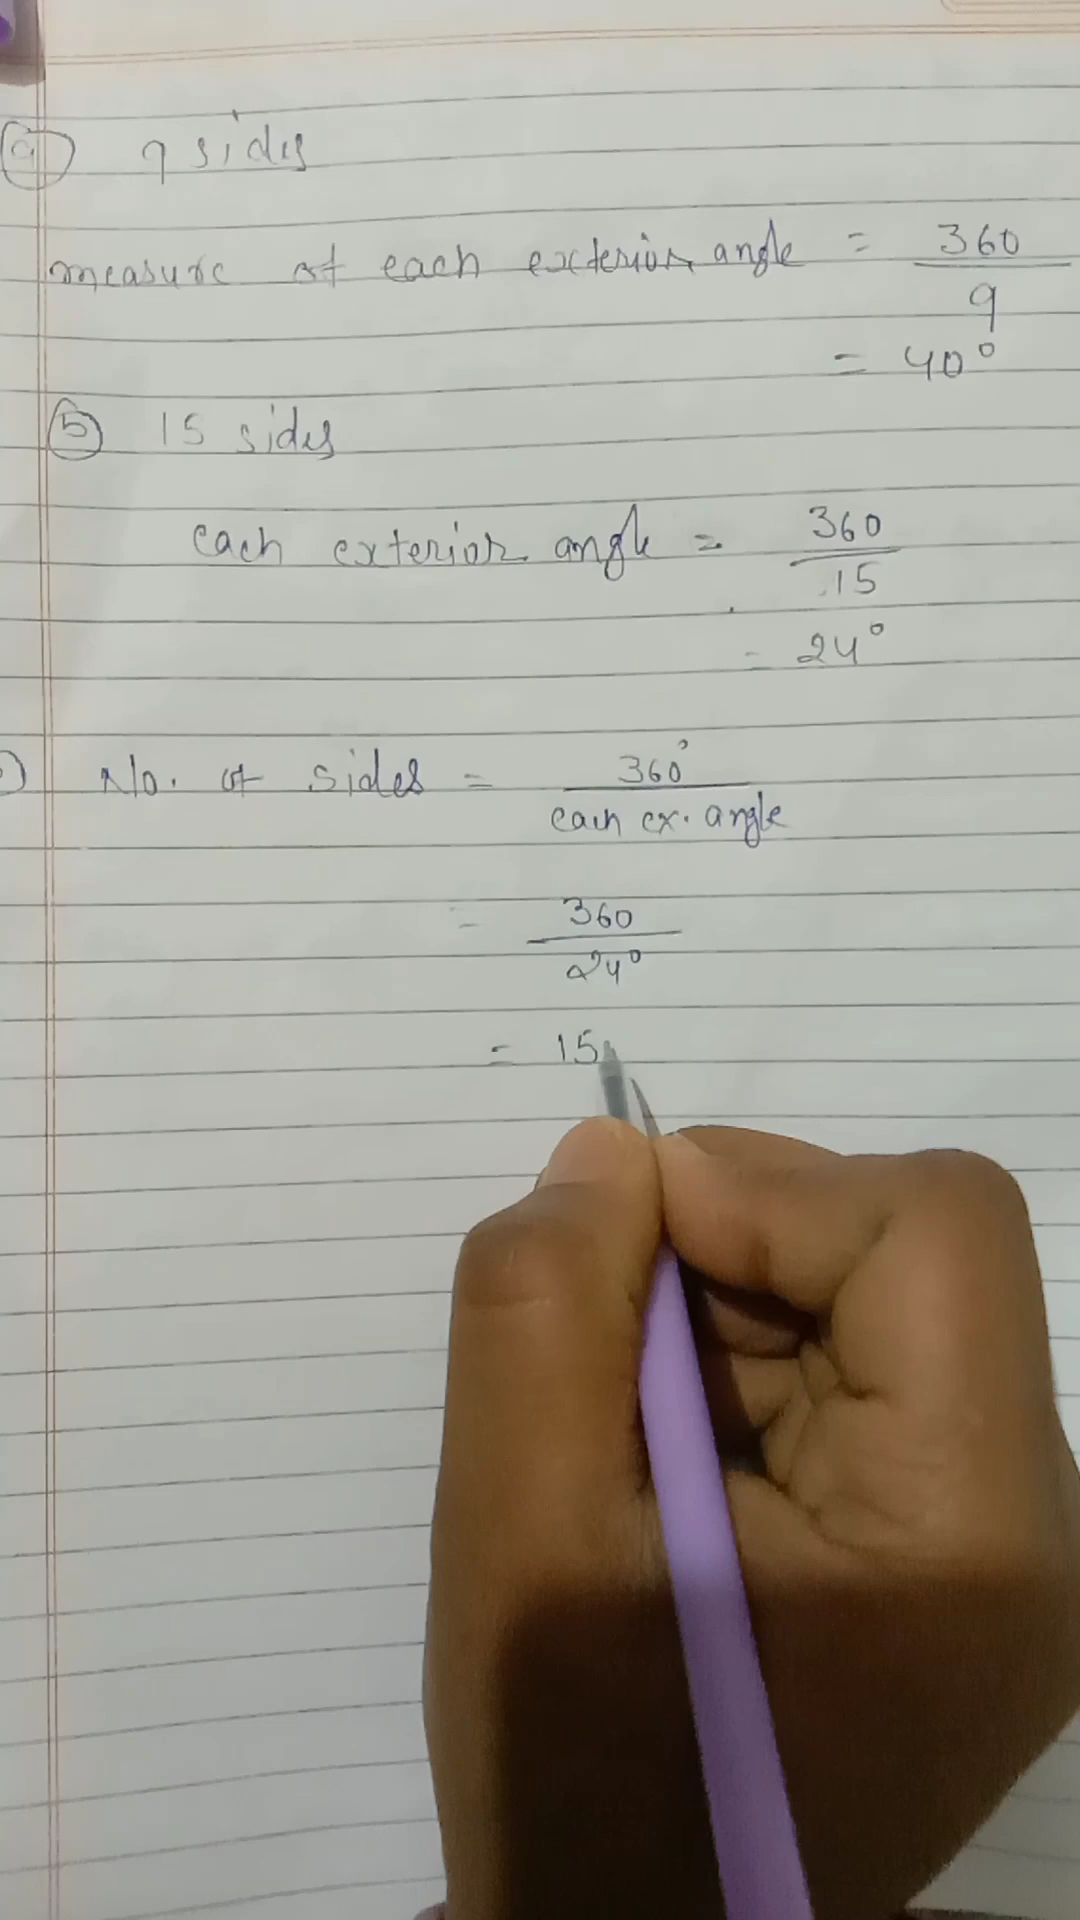 (a) 9 sides
measure of each exterior angle = 360
9
= 40°
(b) 15 sides
each exterior angle = 360
15
= 24°
No. of sides = 360°
each ex. angle
= 360
24°
= 15